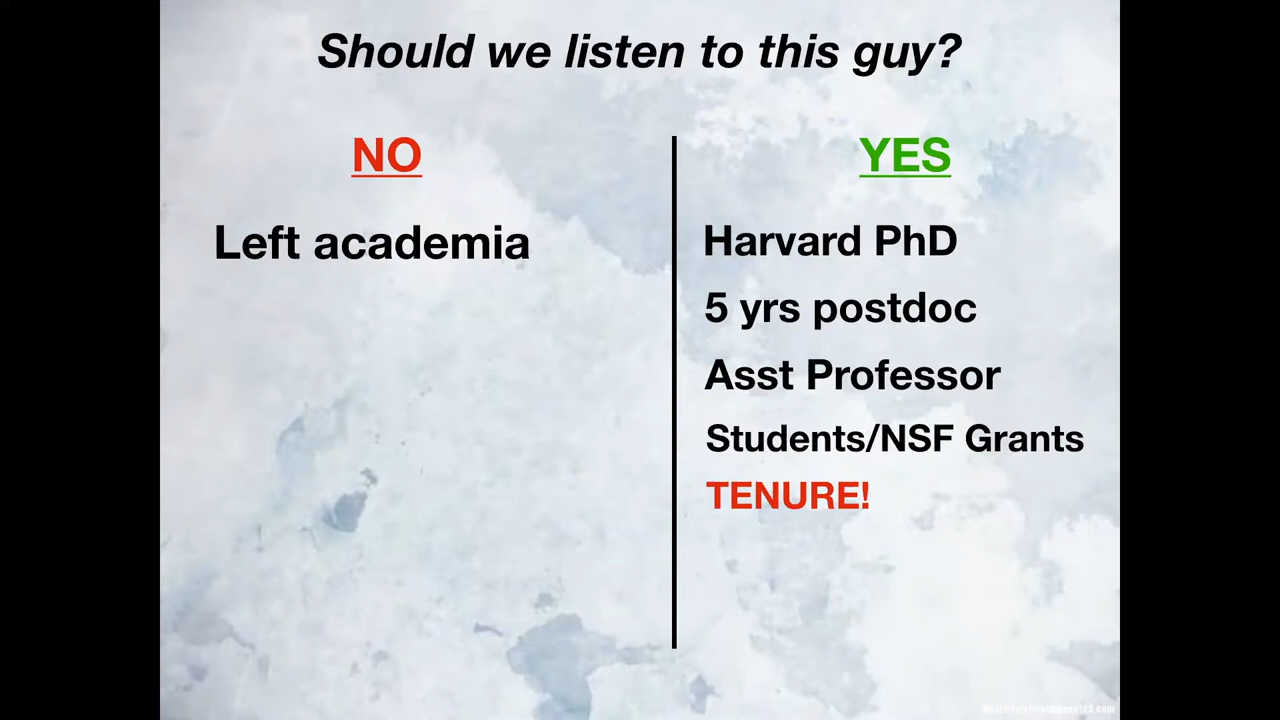 Should we listen to this guy?
NO
Left academia
YES
Harvard PhD
5 yrs postdoc
Asst Professor
Students/NSF Grants
TENURE!